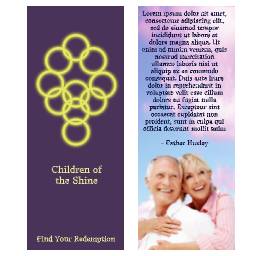 Children of
the Shine
Find Your Redemption
Lorem ipsum dolor sit amet,
consectetur adipisicing elit,
sed do eiusmod tempor
incididunt ut labore et
dolore magna aliqua. Ut
enim ad minim veniam, quis
nostrud exercitation
ullamco laboris nisi ut
aliquip ex ea commodo
consequat. Duis aute irure
dolor in reprehenderit in
voluptate velit esse cillum
dolore eu fugiat nulla
pariatur. Excepteur sint
occaecat cupidatat non
proident, sunt in culpa qui
officia deserunt mollit anim
- Esther Huxley